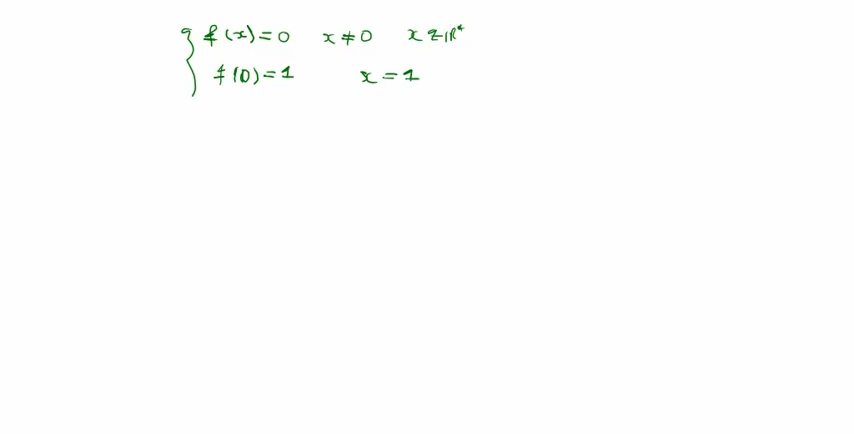 f(x) = 0 x ≠ 0 x ∈ ℝ*
f(0) = 1 x = 1